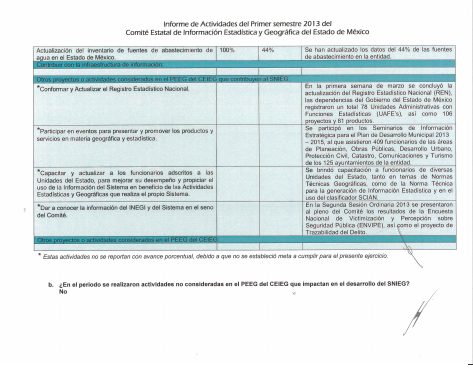 Informe de Actividades del Primer semestre 2013 del
Comité Estatal de Información Estadística y Geográfica del Estado de México
Actualización del inventario de fuentes de abastecimiento de
agua en el Estado de México.
100%
44%
Se han actualizado los datos del 44% de las fuentes
de abastecimiento en la entidad.
Contribuir con la infraestructura de información:
Otros proyectos o actividades considerados en el PEEG del CEIEG que contribuyen al SNIEG:
*Conformar y Actualizar el Registro Estadístico Nacional.
En la primera semana de marzo se concluyó la
actualización del Registro Estadístico Nacional (REN),
las dependencias del Gobierno del Estado de México
registraron un total 78 Unidades Administrativas con
Funciones Estadísticas (UAFE's), así como 106
proyectos y 81 productos.
*Participar en eventos para presentar y promover los productos y
servicios en materia geográfica y estadística.
Se participó en los Seminarios de Información
Estratégica para el Plan de Desarrollo Municipal 2013
– 2015, al que asistieron 409 funcionarios de las áreas
de Planeación, Obras Públicas, Desarrollo Urbano,
Protección Civil, Catastro, Comunicaciones y Turismo
de los 125 ayuntamientos de la entidad.
*Capacitar y actualizar a los funcionarios adscritos a las
Unidades del Estado, para mejorar su desempeño y propiciar el
uso de la Información del Sistema en beneficio de las Actividades
Estadísticas y Geográficas que realiza el propio Sistema.
Se brindó capacitación a funcionarios de diversas
Unidades del Estado, tanto en temas de Normas
Técnicas Geográficas, como de la Norma Técnica
para la generación de Información Estadística y en el
uso del clasificador SCIAN.
*Dar a conocer la información del INEGI y del Sistema en el seno
del Comité.
En la Segunda Sesión Ordinaria 2013 se presentaron
al pleno del Comité los resultados de la Encuesta
Nacional de Victimización y Percepción sobre
Seguridad Pública (ENVIPE), así como el proyecto de
Trazabilidad del Delito.
Otros proyectos o actividades considerados en el PEEG del CEIEG:
* Estas actividades no se reportan con avance porcentual, debido a que no se estableció meta a cumplir para el presente ejercicio.
b. ¿En el periodo se realizaron actividades no consideradas en el PEEG del CEIEG que impactan en el desarrollo del SNIEG?
No